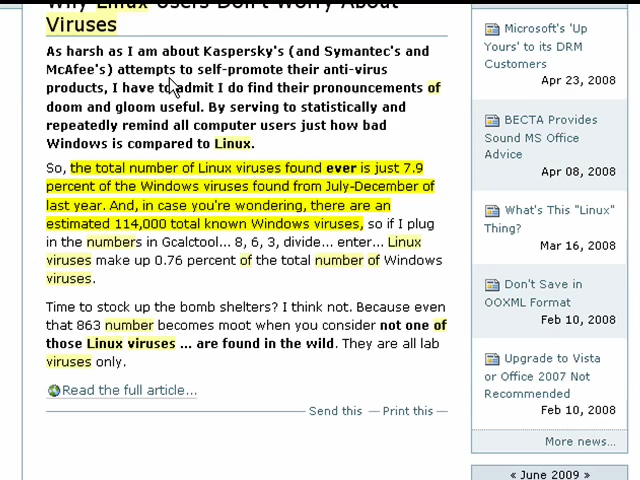 Why Linux Users Don't Worry About
Viruses
As harsh as I am about Kaspersky's (and Symantec's and
McAfee's) attempts to self-promote their anti-virus
products, I have to admit I do find their pronouncements of
doom and gloom useful. By serving to statistically and
repeatedly remind all computer users just how bad
Windows is compared to Linux.
So, the total number of Linux viruses found ever is just 7.9
percent of the Windows viruses found from July-December of
last year. And, in case you're wondering, there are an
estimated 114,000 total known Windows viruses, so if I plug
in the numbers in Gcalctool... 8, 6, 3, divide... enter... Linux
viruses make up 0.76 percent of the total number of Windows
viruses.
Time to stock up the bomb shelters? I think not. Because even
that 863 number becomes moot when you consider not one of
those Linux viruses ... are found in the wild. They are all lab
viruses only.
Read the full article...
Send this — Print this —
Microsoft's 'Up
Yours' to its DRM
Customers
Apr 23, 2008
BECTA Provides
Sound MS Office
Advice
Apr 08, 2008
What's This "Linux"
Thing?
Mar 16, 2008
Don't Save in
OOXML Format
Feb 10, 2008
Upgrade to Vista
or Office 2007 Not
Recommended
Feb 10, 2008
More news...
« June 2009 »